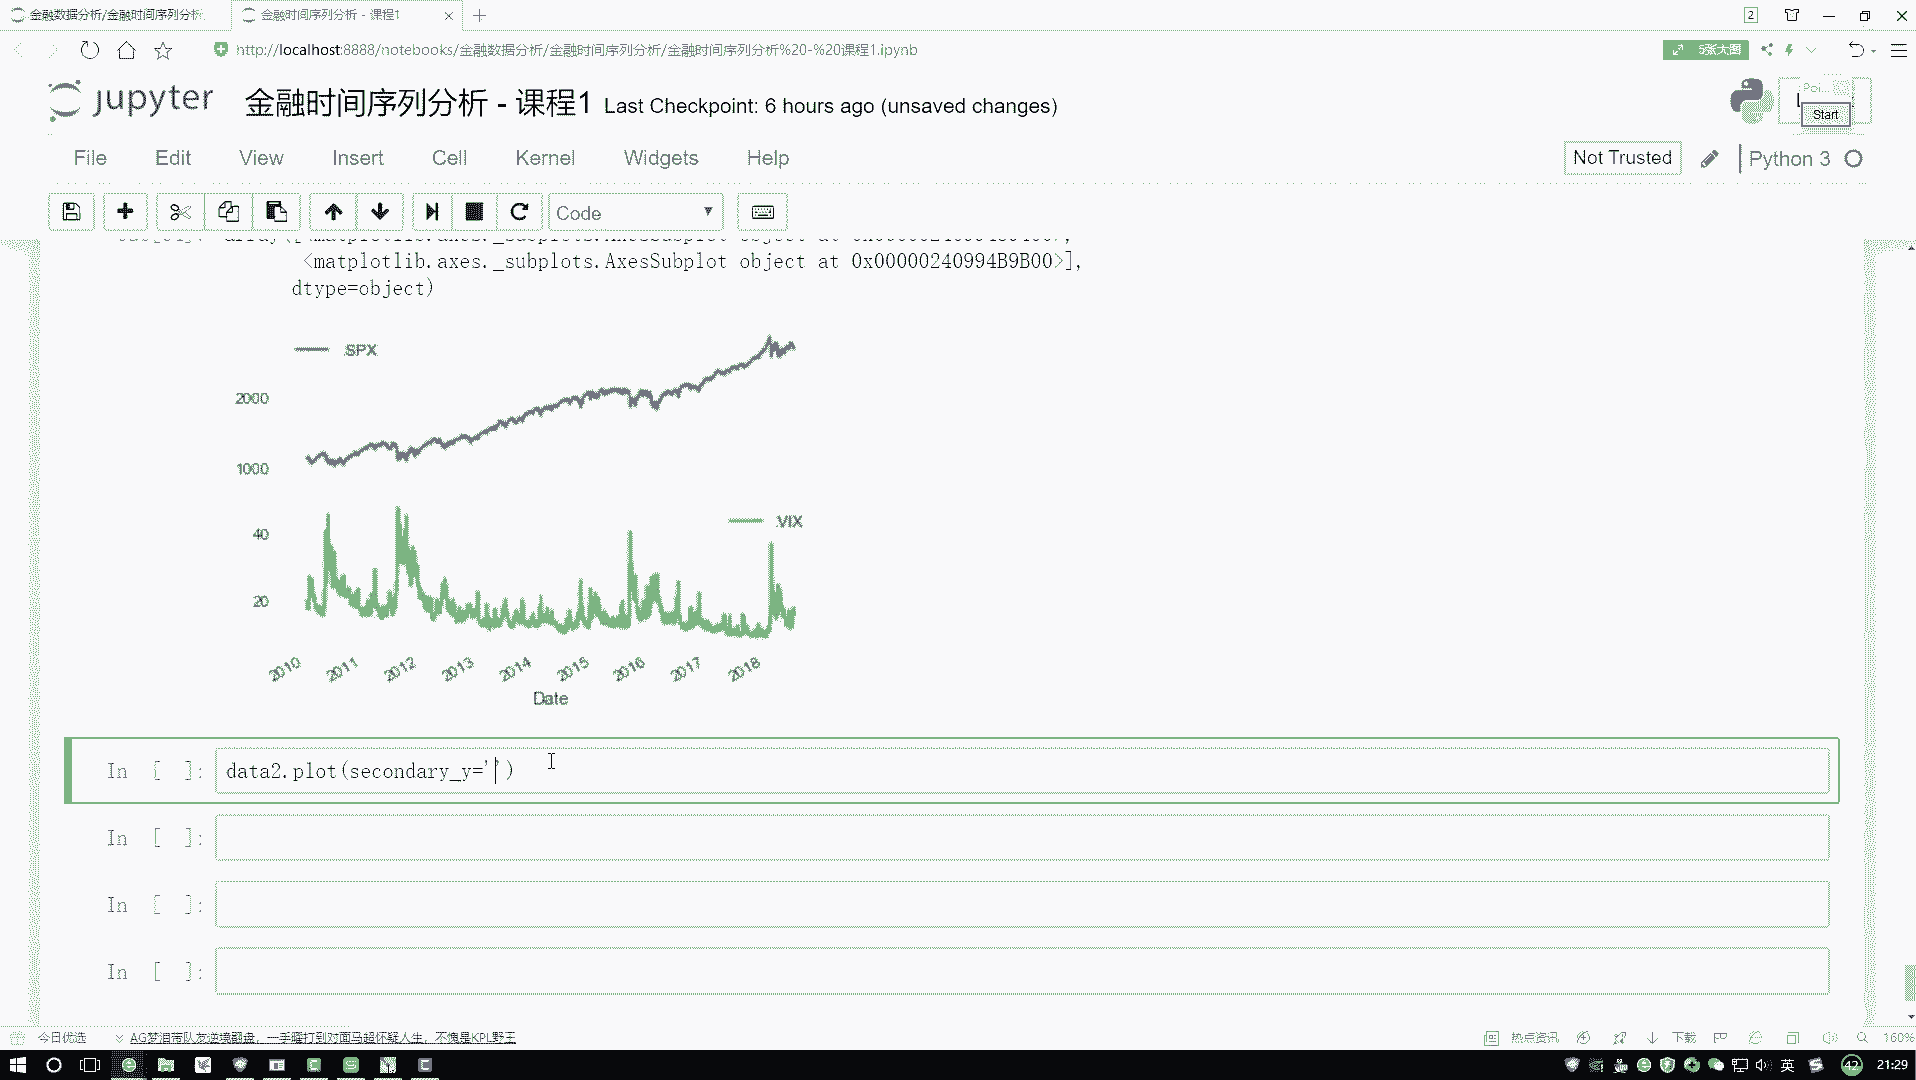 金融数据分析/金融时间序列分析
金融时间序列分析 - 课程1
2
http://localhost:8888/notebooks/金融数据分析/金融时间序列分析/金融时间序列分析%20-%20课程1.ipynb
5张大图
jupyter
金融时间序列分析 - 课程1
Last Checkpoint: 6 hours ago (unsaved changes)
Poi...
Start
File Edit View Insert Cell Kernel Widgets Help
Not Trusted
Python 3
Code
<matplotlib.axes._subplots.AxesSubplot object at 0x00000240994B9B00>],
dtype=object)
.SPX
2000
1000
.VIX
40
20
2010 2011 2012 2013 2014 2015 2016 2017 2018
Date
In [ ]: data2.plot(secondary_y='')
In [ ]:
In [ ]:
In [ ]:
今日优选
AG梦泪带队友逆境翻盘，一手曜打到对面马超怀疑人生，不愧是KPL野王
热点资讯
下载
160%
英
42
21:29